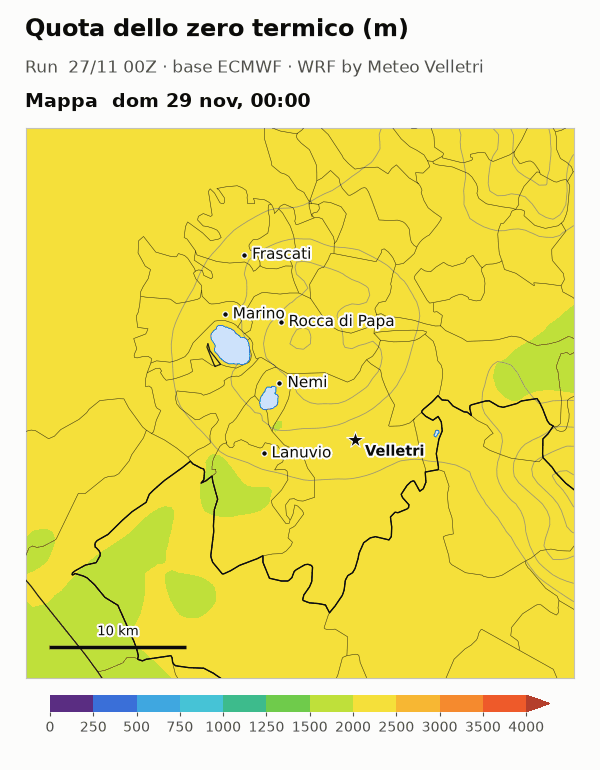 Quota dello zero termico (m)
Run  27/11 00Z · base ECMWF · WRF by Meteo Velletri
Mappa  dom 29 nov, 00:00
Frascati
Marino
Rocca di Papa
Nemi
Velletri
Lanuvio
10 km
0 250 500 750 1000 1250 1500 2000 2500 3000 3500 4000